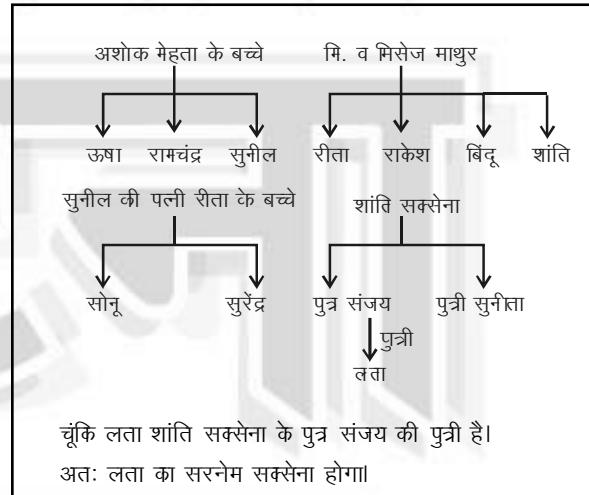 अशोक मेहता के बच्चे मि. व मिसेज माथुर
ऊषा रामचंद्र सुनील रीता राकेश बिंदू शांति
सुनील की पत्नी रीता के बच्चे शांति सक्सेना
सोनू सुरेंद्र पुत्र संजय पुत्री सुनीता
पुत्री
लता
चूंकि लता शांति सक्सेना के पुत्र संजय की पुत्री है।
अतः लता का सरनेम सक्सेना होगा।